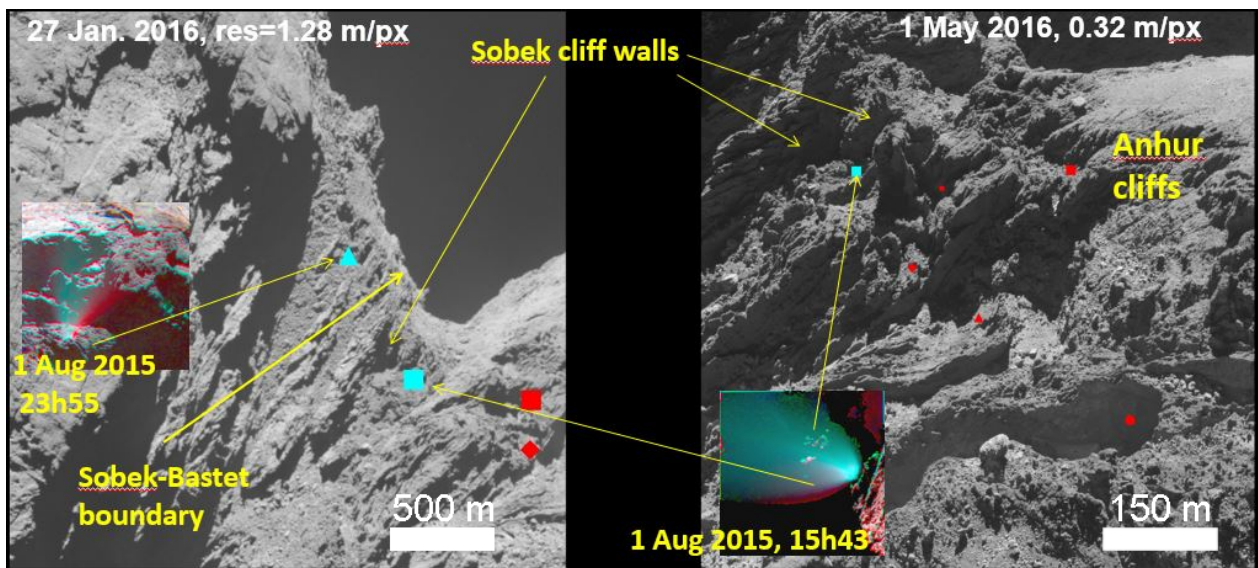 27 Jan. 2016, res=1.28 m/px
1 May 2016, 0.32 m/px
Sobek cliff walls
Anhur
cliffs
1 Aug 2015
23h55
Sobek-Bastet
boundary
500 m
1 Aug 2015, 15h43
150 m